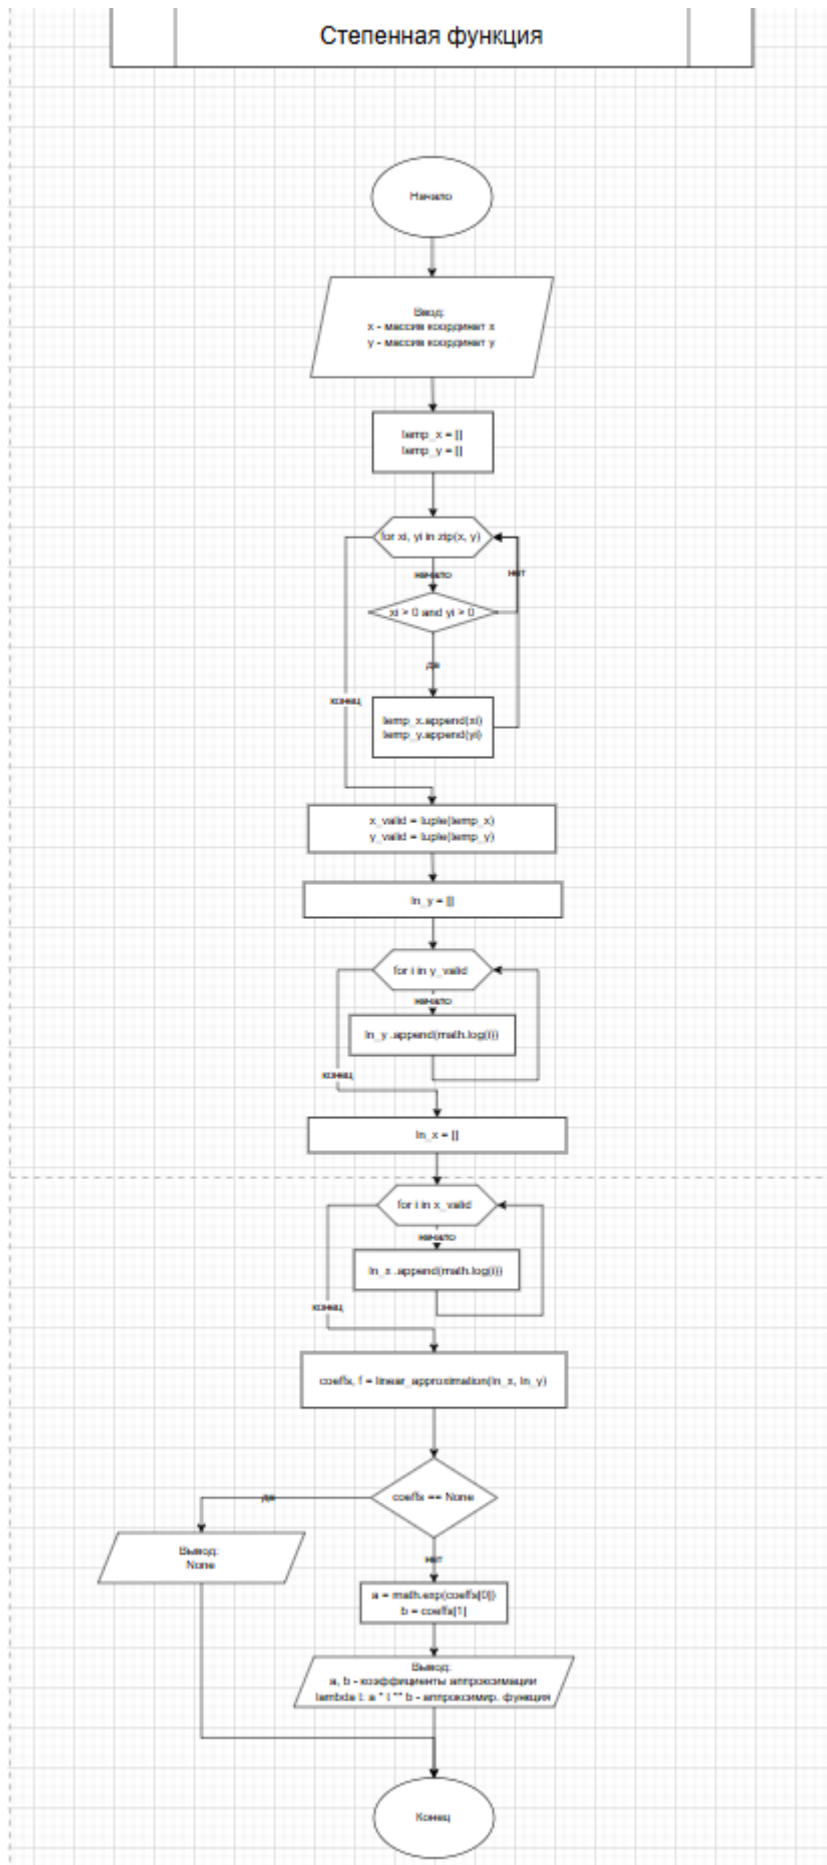 Степенная функция
Начало
Ввод:
x - массив координат x
y - массив координат y
temp_x = []
temp_y = []
for xi, yi in zip(x, y)
начало
нет
xi > 0 and yi > 0
да
конец
temp_x.append(xi)
temp_y.append(yi)
x_valid = tuple(temp_x)
y_valid = tuple(temp_y)
ln_y = []
for i in y_valid
начало
ln_y .append(math.log(i))
конец
ln_x = []
for i in x_valid
начало
ln_x .append(math.log(i))
конец
coeffs, f = linear_approximation(ln_x, ln_y)
coeffs == None
да
Вывод:
None
нет
a = math.exp(coeffs[0])
b = coeffs[1]
Вывод:
a, b - коэффициенты аппроксимации
lambda t: a * t ** b - аппроксимир. функция
Конец